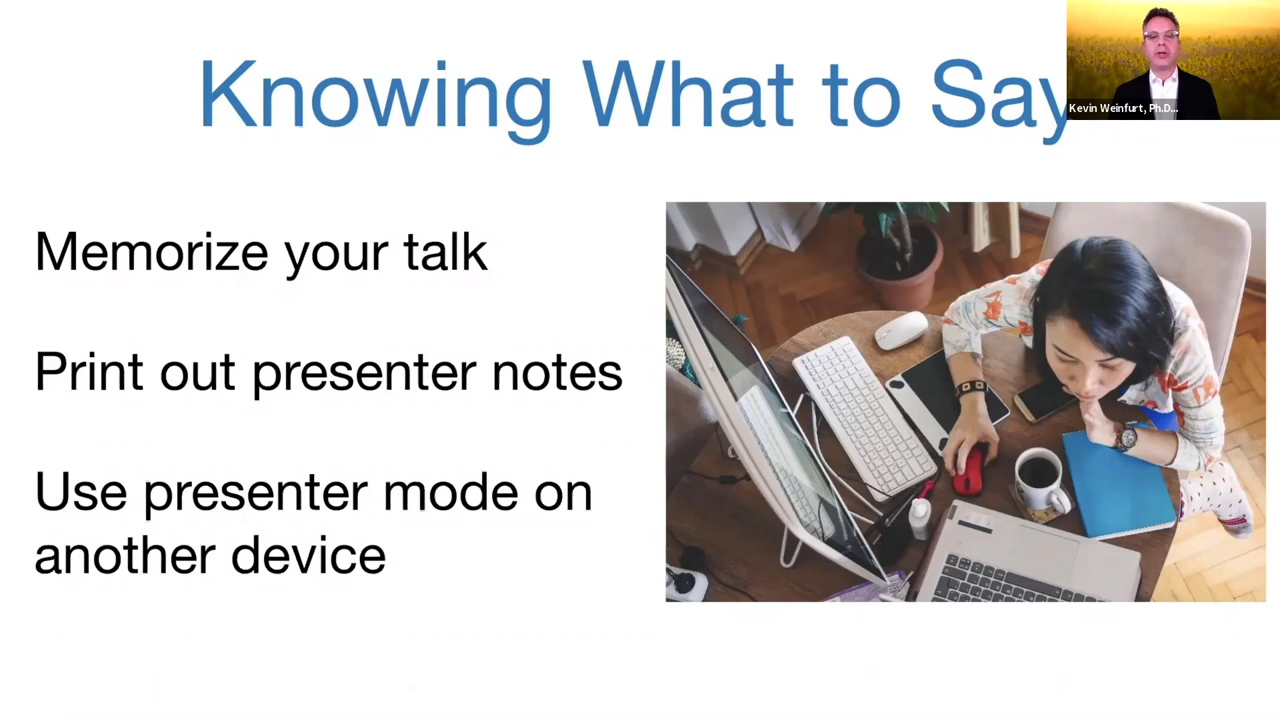 Knowing What to Say
Kevin Weinfurt, Ph.D...
Memorize your talk
Print out presenter notes
Use presenter mode on
another device